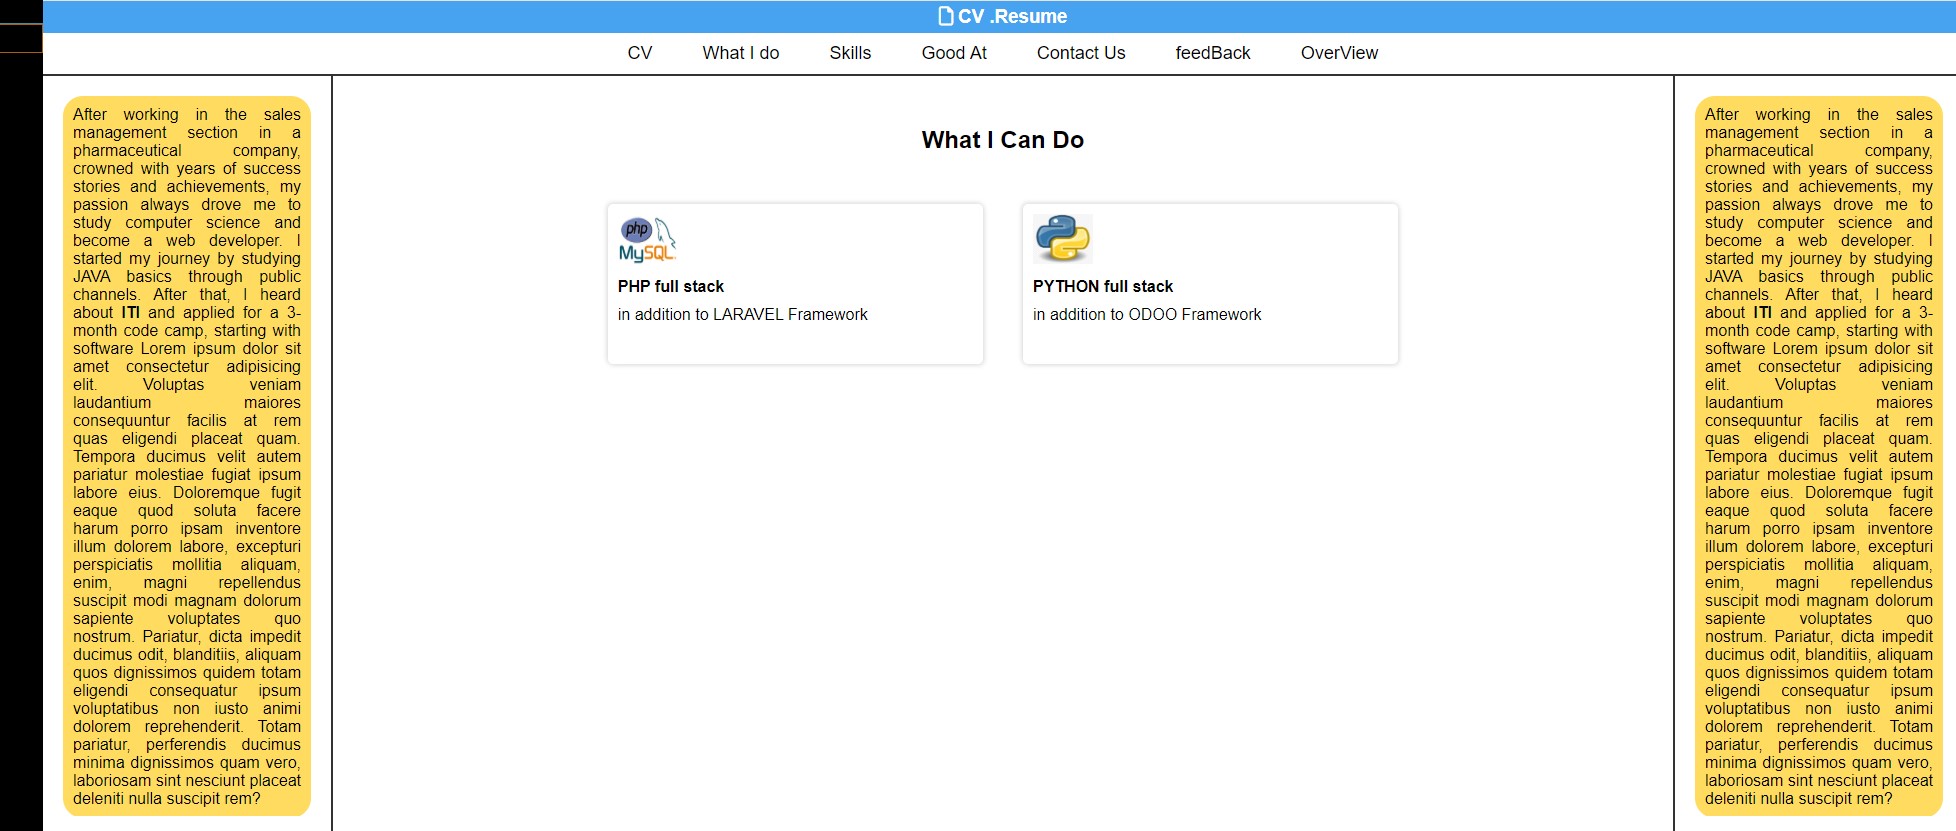 CV .Resume
CV What I do Skills Good At Contact Us feedBack OverView
After working in the sales
management section in a
pharmaceutical company,
crowned with years of success
stories and achievements, my
passion always drove me to
study computer science and
become a web developer. I
started my journey by studying
JAVA basics through public
channels. After that, I heard
about ITI and applied for a 3-
month code camp, starting with
software Lorem ipsum dolor sit
amet consectetur adipisicing
elit. Voluptas veniam
laudantium maiores
consequuntur facilis at rem
quas eligendi placeat quam.
Tempora ducimus velit autem
pariatur molestiae fugiat ipsum
labore eius. Doloremque fugit
eaque quod soluta facere
harum porro ipsam inventore
illum dolorem labore, excepturi
perspiciatis mollitia aliquam,
enim, magni repellendus
suscipit modi magnam dolorum
sapiente voluptates quo
nostrum. Pariatur, dicta impedit
ducimus odit, blanditiis, aliquam
quos dignissimos quidem totam
eligendi consequatur ipsum
voluptatibus non iusto animi
dolorem reprehenderit. Totam
pariatur, perferendis ducimus
minima dignissimos quam vero,
laboriosam sint nesciunt placeat
deleniti nulla suscipit rem?
What I Can Do
php
MySQL
PHP full stack
in addition to LARAVEL Framework
PYTHON full stack
in addition to ODOO Framework
After working in the sales
management section in a
pharmaceutical company,
crowned with years of success
stories and achievements, my
passion always drove me to
study computer science and
become a web developer. I
started my journey by studying
JAVA basics through public
channels. After that, I heard
about ITI and applied for a 3-
month code camp, starting with
software Lorem ipsum dolor sit
amet consectetur adipisicing
elit. Voluptas veniam
laudantium maiores
consequuntur facilis at rem
quas eligendi placeat quam.
Tempora ducimus velit autem
pariatur molestiae fugiat ipsum
labore eius. Doloremque fugit
eaque quod soluta facere
harum porro ipsam inventore
illum dolorem labore, excepturi
perspiciatis mollitia aliquam,
enim, magni repellendus
suscipit modi magnam dolorum
sapiente voluptates quo
nostrum. Pariatur, dicta impedit
ducimus odit, blanditiis, aliquam
quos dignissimos quidem totam
eligendi consequatur ipsum
voluptatibus non iusto animi
dolorem reprehenderit. Totam
pariatur, perferendis ducimus
minima dignissimos quam vero,
laboriosam sint nesciunt placeat
deleniti nulla suscipit rem?